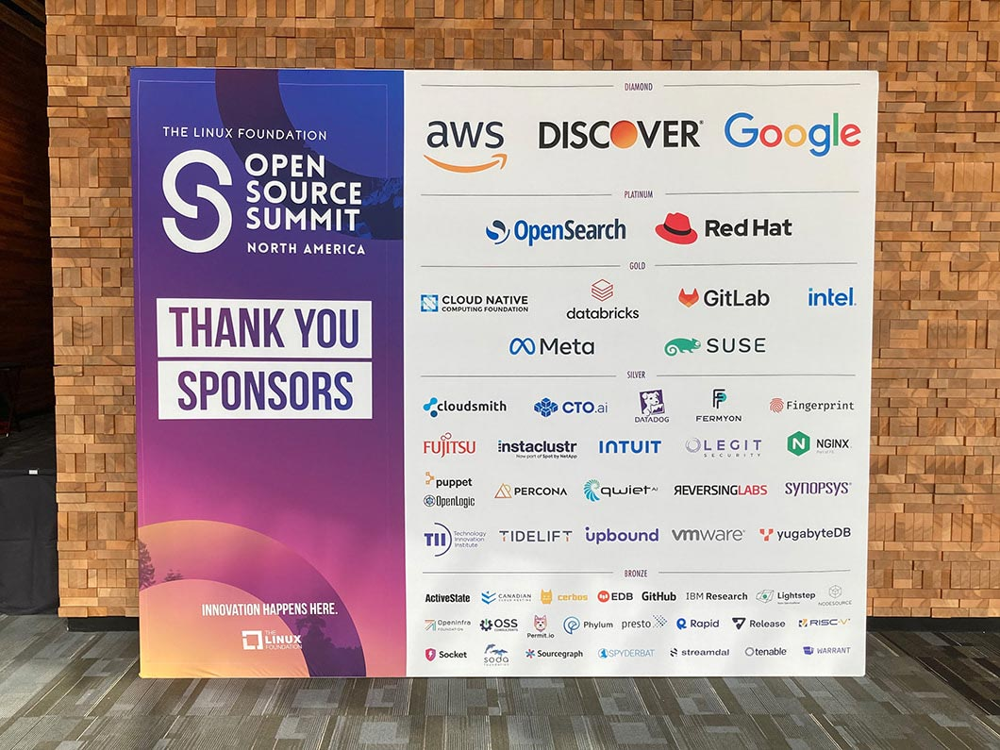 THE LINUX FOUNDATION
OPEN
SOURCE
SUMMIT
NORTH AMERICA
THANK YOU
SPONSORS
INNOVATION HAPPENS HERE.
THE
LINUX
FOUNDATION
DIAMOND
aws DISCOVER® Google
PLATINUM
OpenSearch Red Hat
GOLD
CLOUD NATIVE
COMPUTING FOUNDATION
databricks GitLab intel.
Meta SUSE
SILVER
cloudsmith CTO.ai DATADOG FERMYON Fingerprint
FUJITSU instaclustr INTUIT LEGIT NGINX
Now part of Spot by NetApp SECURITY Part of F5
puppet
OpenLogic PERCONA qwiet AI REVERSINGLABS SYNOPSYS®
TII Technology
Innovation
Institute
TIDELIFT upbound vmware® yugabyteDB
BRONZE
ActiveState CANADIAN cerbos EDB GitHub IBM Research Lightstep NODESOURCE
Openinfra OSS Permit.io Phylum presto Rapid Release RISC-V®
FOUNDATION CONSULTANTS
Socket soda Sourcegraph SPYDERBAT streamdal tenable WARRANT
foundation